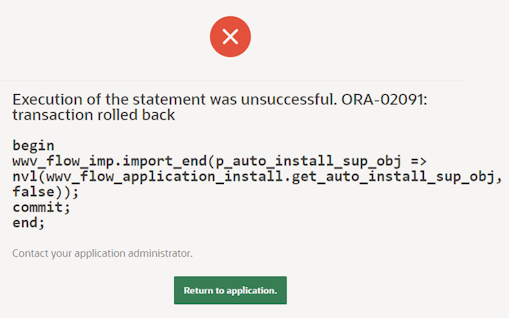 Execution of the statement was unsuccessful. ORA-02091:
transaction rolled back
begin
wwv_flow_imp.import_end(p_auto_install_sup_obj =>
nvl(wwv_flow_application_install.get_auto_install_sup_obj,
false));
commit;
end;
Contact your application administrator.
Return to application.